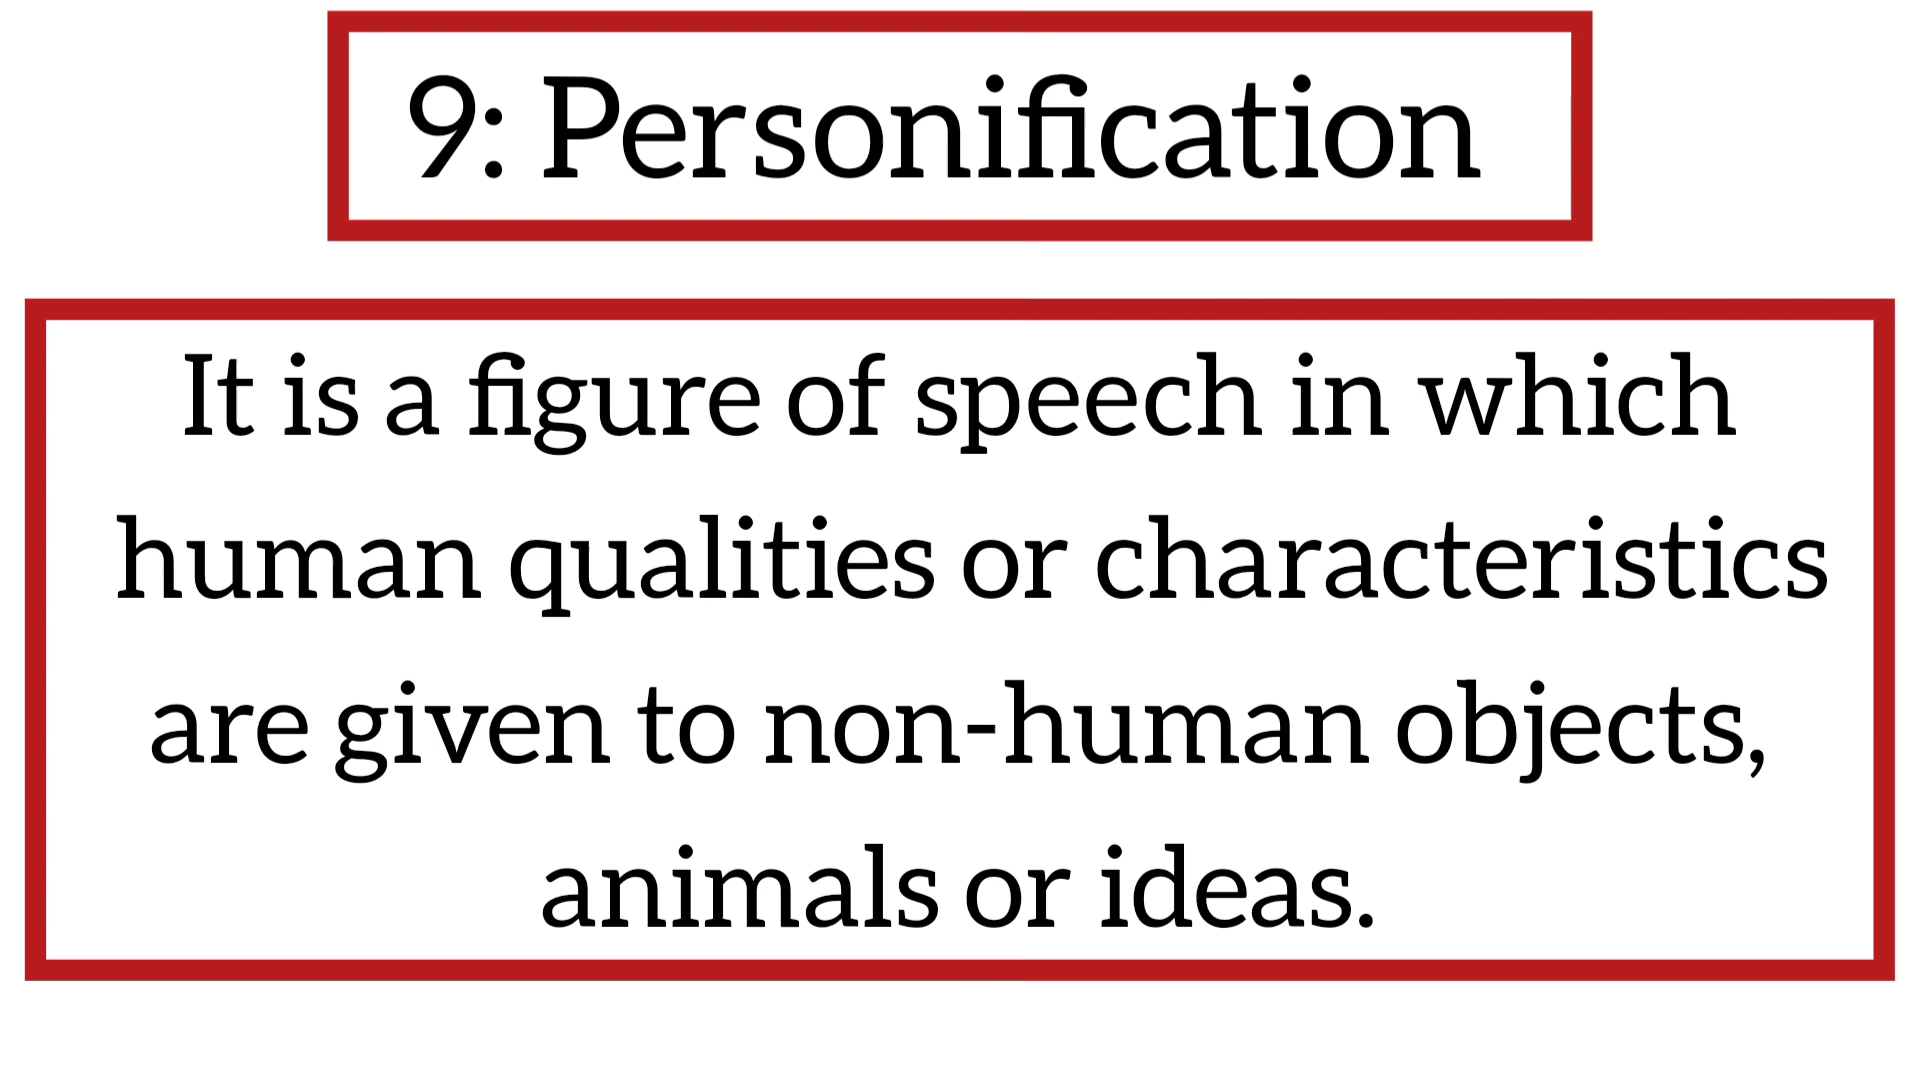 9: Personification
It is a figure of speech in which
human qualities or characteristics
are given to non-human objects,
animals or ideas.